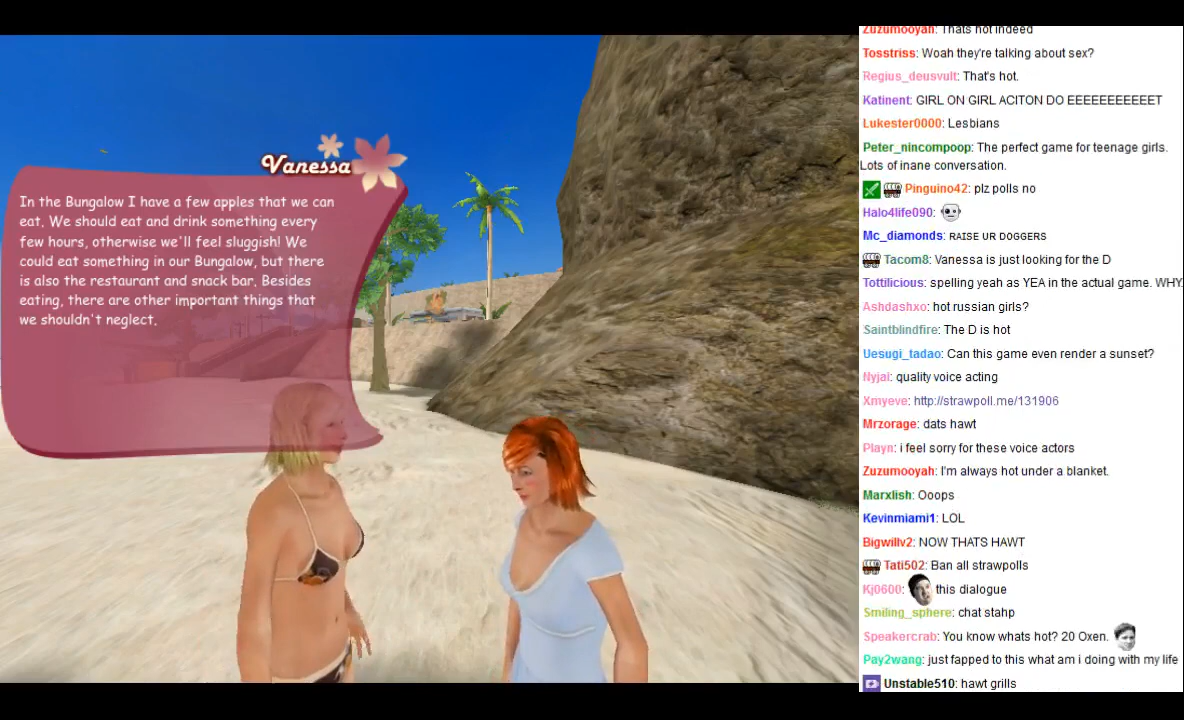 Vanessa
In the Bungalow I have a few apples that we can
eat. We should eat and drink something every
few hours, otherwise we'll feel sluggish! We
could eat something in our Bungalow, but there
is also the restaurant and snack bar. Besides
eating, there are other important things that
we shouldn't neglect.
Zuzumooyah: Thats hot indeed
Tosstriss: Woah they're talking about sex?
Regius_deusvult: That's hot.
Katinent: GIRL ON GIRL ACITON DO EEEEEEEEEEET
Lukester0000: Lesbians
Peter_nincompoop: The perfect game for teenage girls.
Lots of inane conversation.
Pinguino42: plz polls no
Halo4life090:
Mc_diamonds: ʀᴀɪsᴇ ᴜʀ ᴅᴏɢɢᴇʀs
Tacom8: Vanessa is just looking for the D
Tottilicious: spelling yeah as YEA in the actual game. WHY
Ashdashxo: hot russian girls?
Saintblindfire: The D is hot
Uesugi_tadao: Can this game even render a sunset?
Nyjai: quality voice acting
Xmyeve: http://strawpoll.me/131906
Mrzorage: dats hawt
Playn: i feel sorry for these voice actors
Zuzumooyah: I'm always hot under a blanket.
Marxlish: Ooops
Kevinmiami1: LOL
Bigwillv2: NOW THATS HAWT
Tati502: Ban all strawpolls
Kj0600: this dialogue
Smiling_sphere: chat stahp
Speakercrab: You know whats hot? 20 Oxen.
Pay2wang: just fapped to this what am i doing with my life
Unstable510: hawt grills